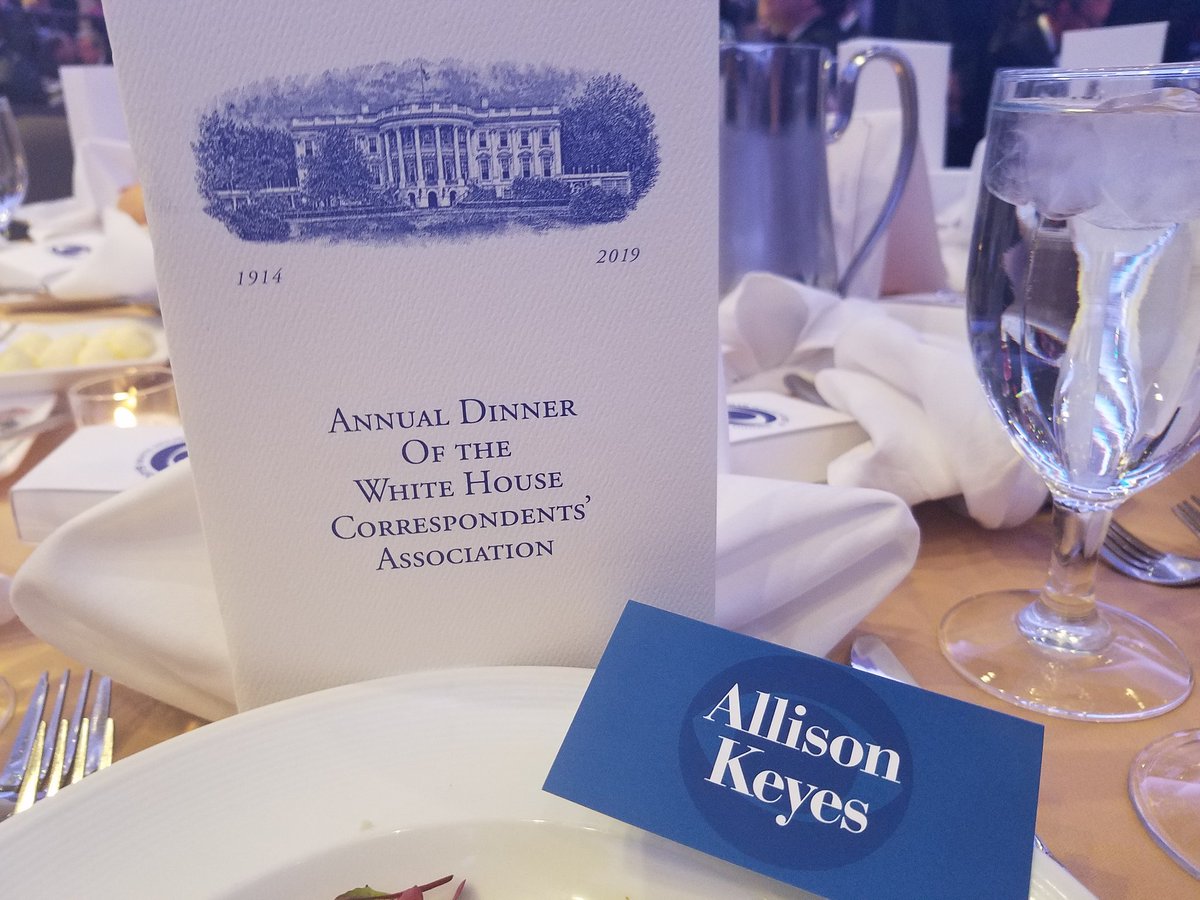 1914 2019
Annual Dinner
Of the
White House
Correspondents’
Association
Allison
Keyes